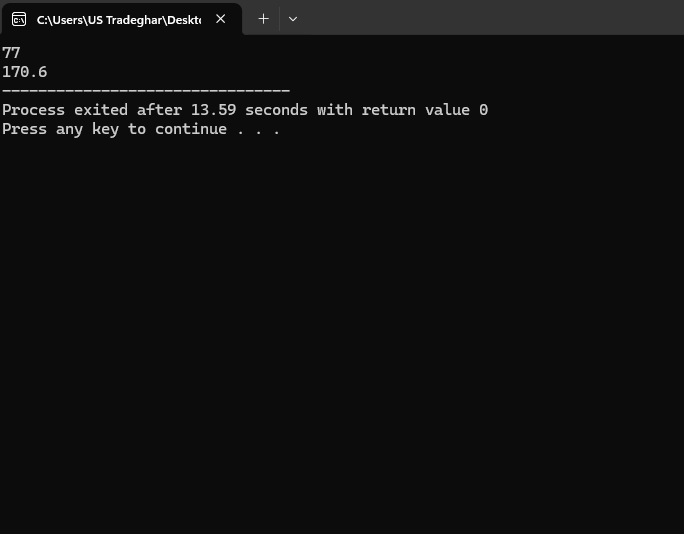 C:\Users\US Tradeghar\Deskto
77
170.6
--------------------------------
Process exited after 13.59 seconds with return value 0
Press any key to continue . . .